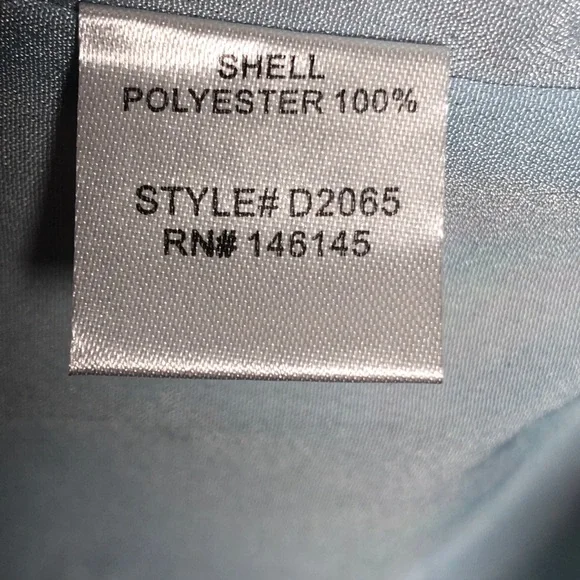 SHELL
POLYESTER 100%
STYLE# D2065
RN# 146145